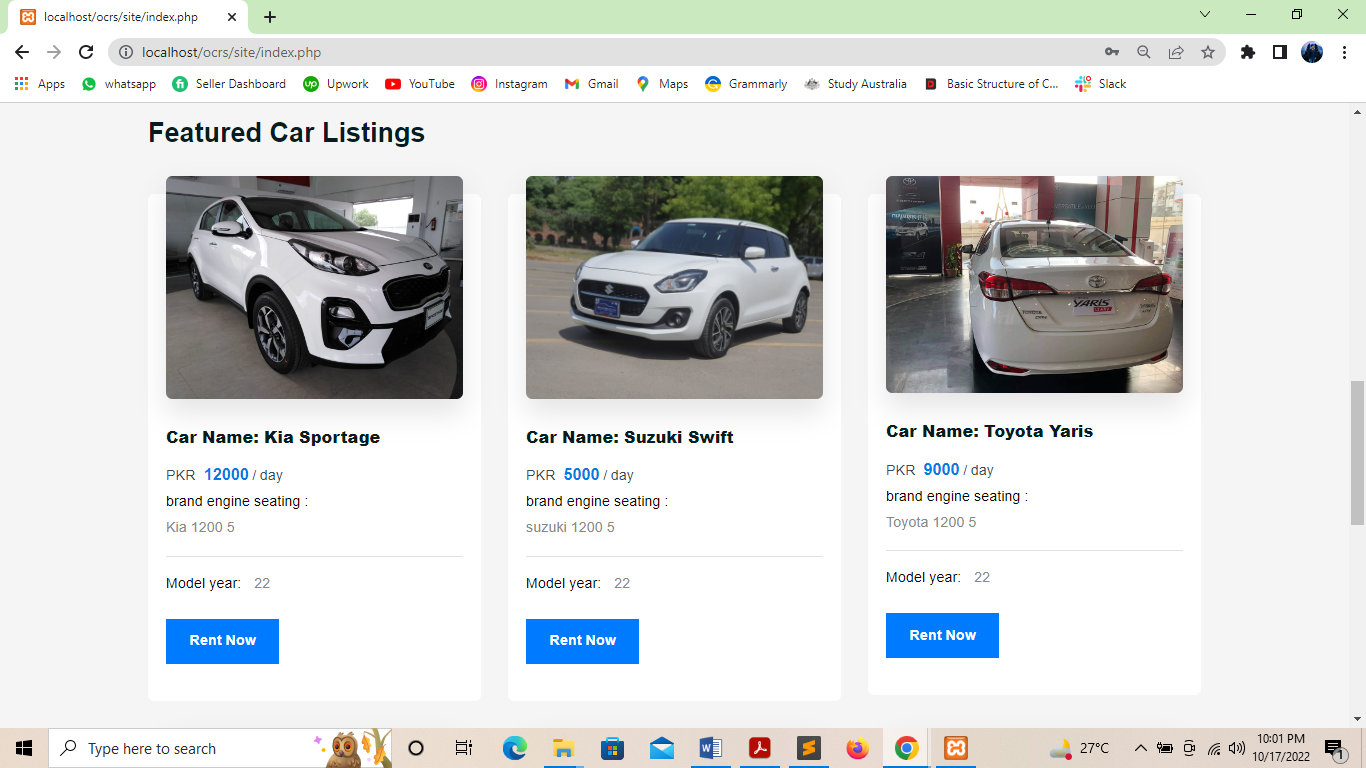 localhost/ocrs/site/index.php
localhost/ocrs/site/index.php
Apps whatsapp Seller Dashboard Upwork YouTube Instagram Gmail Maps Grammarly Study Australia Basic Structure of C... Slack
Featured Car Listings
YARIS
TOYOTA
Car Name: Kia Sportage
PKR 12000 / day
brand engine seating :
Kia 1200 5
Model year: 22
Rent Now
Car Name: Suzuki Swift
PKR 5000 / day
brand engine seating :
suzuki 1200 5
Model year: 22
Rent Now
Car Name: Toyota Yaris
PKR 9000 / day
brand engine seating :
Toyota 1200 5
Model year: 22
Rent Now
Type here to search
27°C
10:01 PM
10/17/2022
1